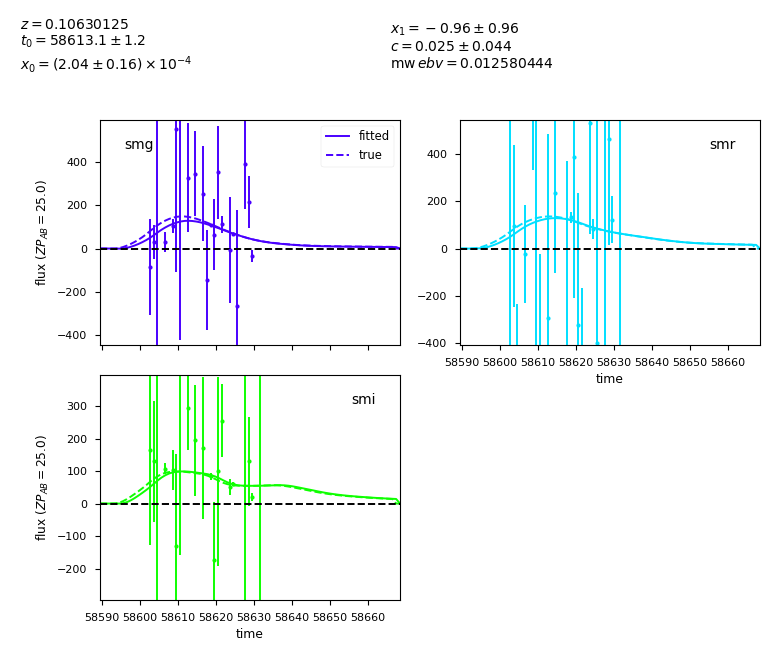 z = 0.10630125
t₀ = 58613.1 ± 1.2
x₀ = (2.04 ± 0.16) × 10⁻⁴
x₁ = −0.96 ± 0.96
c = 0.025 ± 0.044
mw ebv = 0.012580444
smg
fitted
true
400
200
0
−200
−400
flux (ZP_AB = 25.0)
smr
400
200
0
−200
−400
58590 58600 58610 58620 58630 58640 58650 58660
time
smi
300
200
100
0
−100
−200
flux (ZP_AB = 25.0)
58590 58600 58610 58620 58630 58640 58650 58660
time